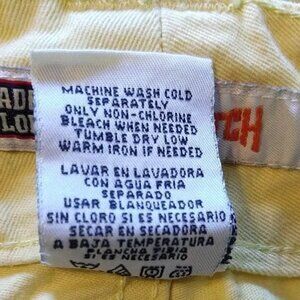 MACHINE WASH COLD
SEPARATELY
ONLY NON-CHLORINE
BLEACH WHEN NEEDED
TUMBLE DRY LOW
WARM IRON IF NEEDED
LAVAR EN LAVADORA
CON AGUA FRIA
SEPARADO
USAR BLANQUEADOR
SIN CLORO SI ES NECESARIO
SECAR EN SECADORA
A BAJA TEMPERATURA